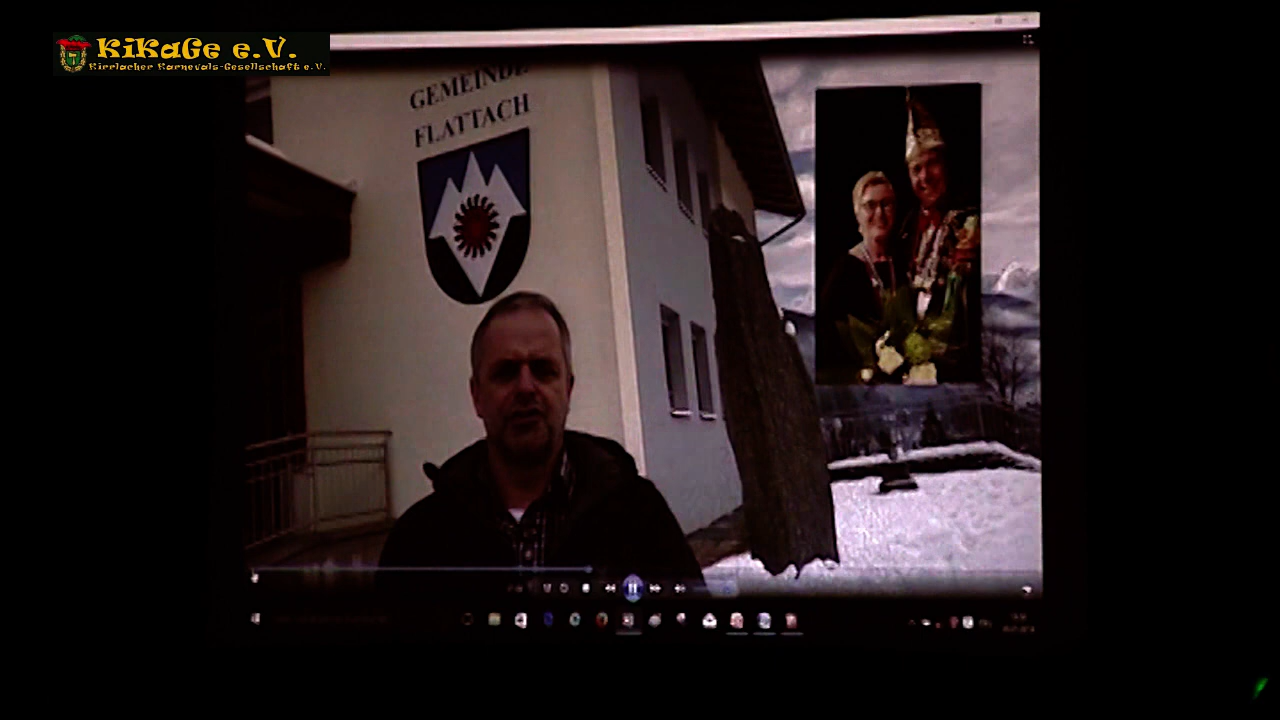 KiKaGe e.V.
Kirrlacher Karnevals-Gesellschaft e.V.
GEMEINDE
FLATTACH